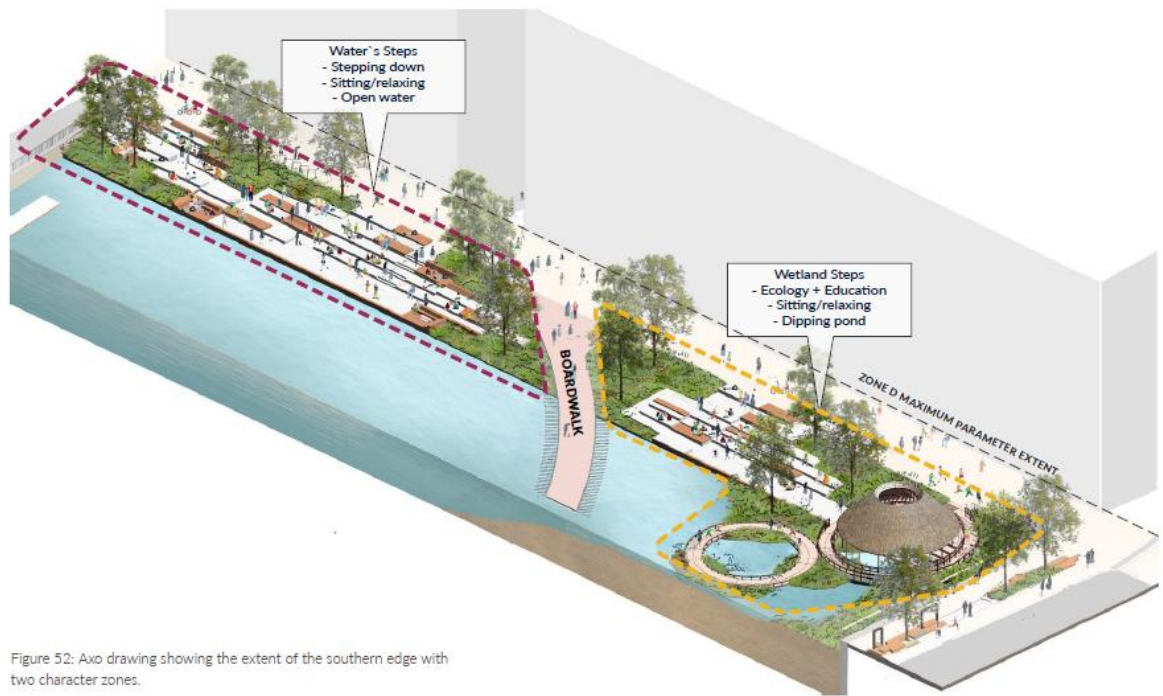 Water`s Steps
- Stepping down
- Sitting/relaxing
- Open water
Wetland Steps
- Ecology + Education
- Sitting/relaxing
- Dipping pond
BOARDWALK
ZONE D MAXIMUM PARAMETER EXTENT
Figure 52: Axo drawing showing the extent of the southern edge with
two character zones.